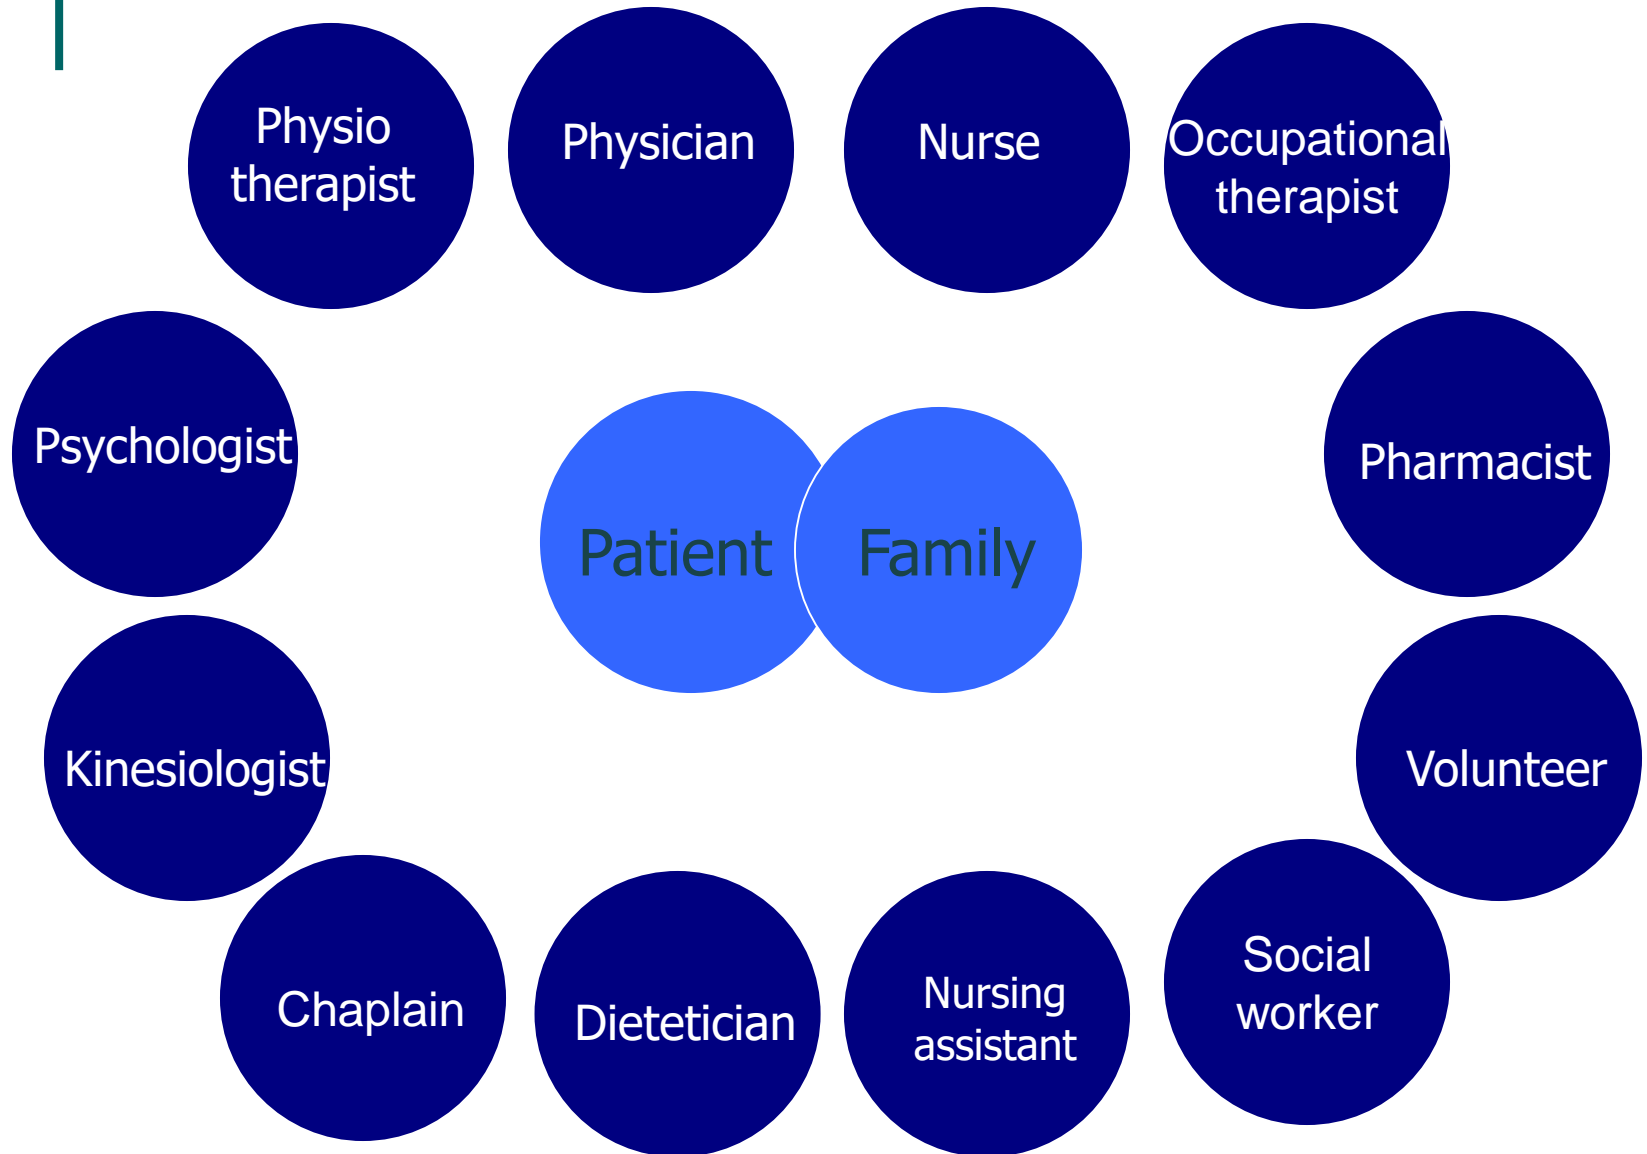 Physio
therapist
Physician
Nurse
Occupational
therapist
Psychologist
Pharmacist
Patient
Family
Kinesiologist
Volunteer
Chaplain
Dietetician
Nursing
assistant
Social
worker